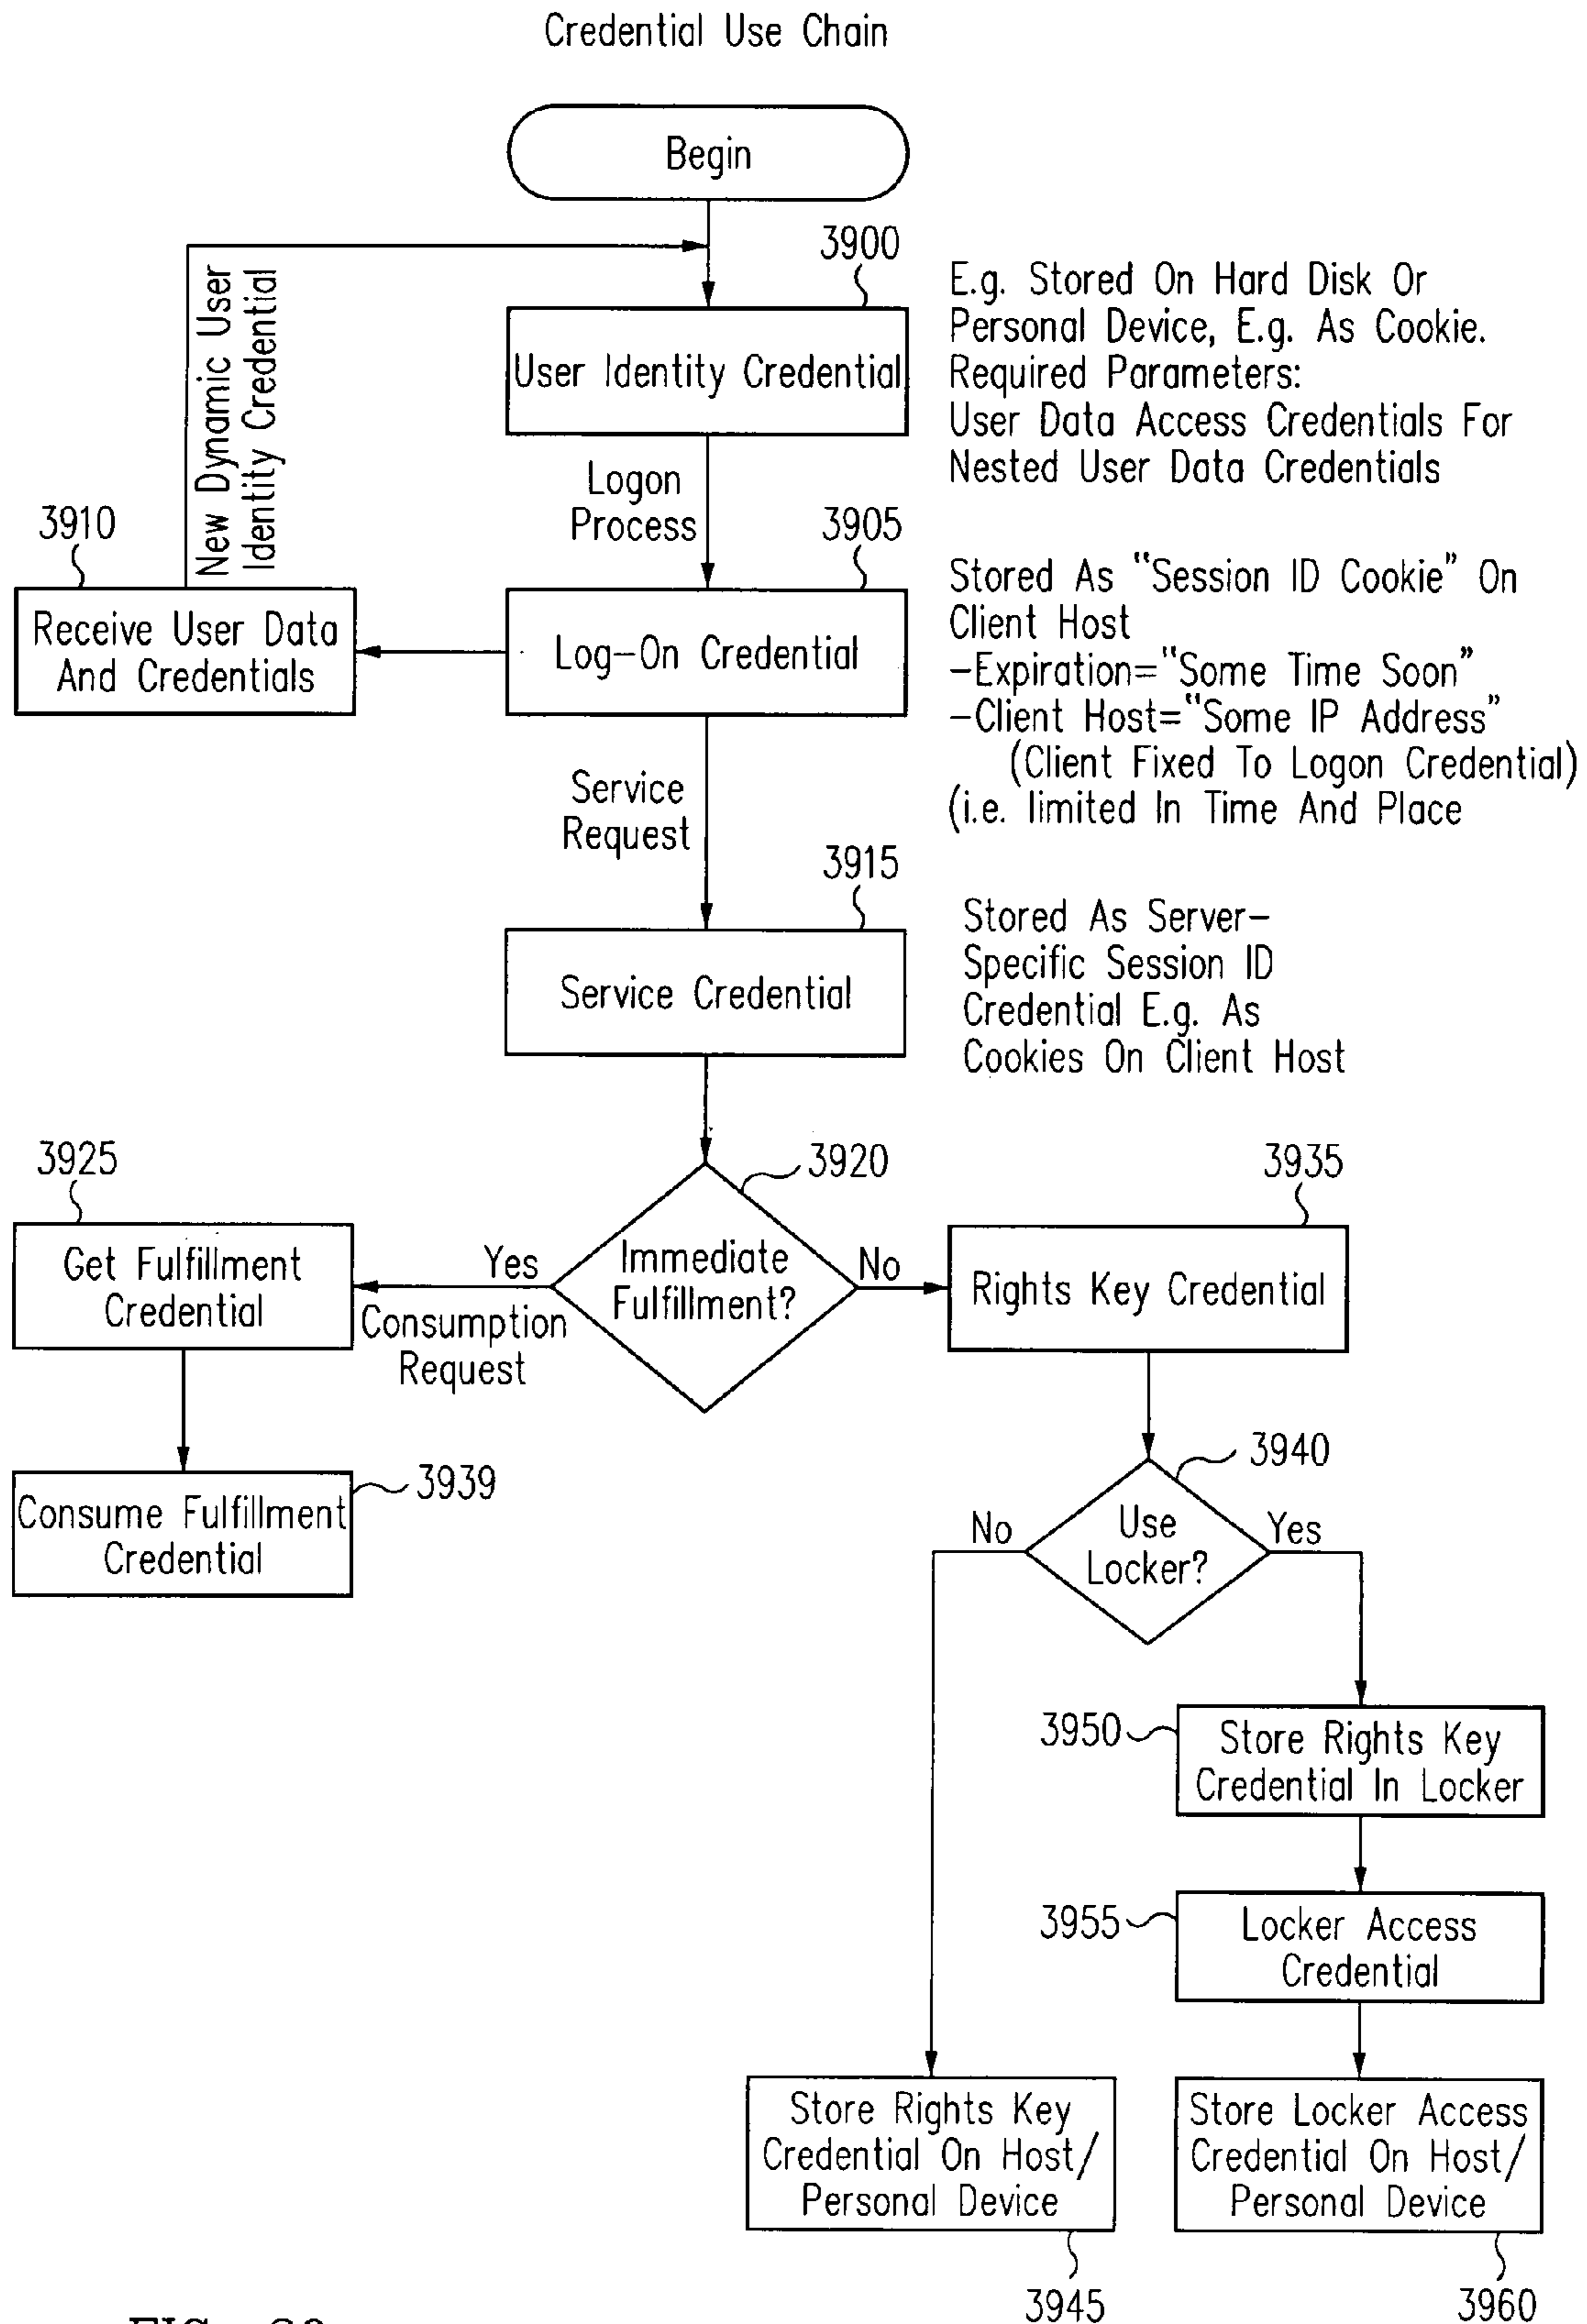 Credential Use Chain
Begin
3900
E.g. Stored On Hard Disk Or
Personal Device, E.g. As Cookie.
Required Parameters:
User Data Access Credentials For
Nested User Data Credentials
User Identity Credential
New Dynamic User
Identity Credential
Logon
Process
3910
3905
Receive User Data
And Credentials
Log-On Credential
Stored As "Session ID Cookie" On
Client Host
-Expiration="Some Time Soon"
-Client Host="Some IP Address"
(Client Fixed To Logon Credential)
(i.e. limited In Time And Place
Service
Request
3915
Service Credential
Stored As Server-
Specific Session ID
Credential E.g. As
Cookies On Client Host
3925
3920
3935
Get Fulfillment
Credential
Yes
Consumption
Request
Immediate
Fulfillment?
No
Rights Key Credential
3939
Consume Fulfillment
Credential
3940
No
Use
Locker?
Yes
3950
Store Rights Key
Credential In Locker
3955
Locker Access
Credential
Store Rights Key
Credential On Host/
Personal Device
Store Locker Access
Credential On Host/
Personal Device
3945
3960